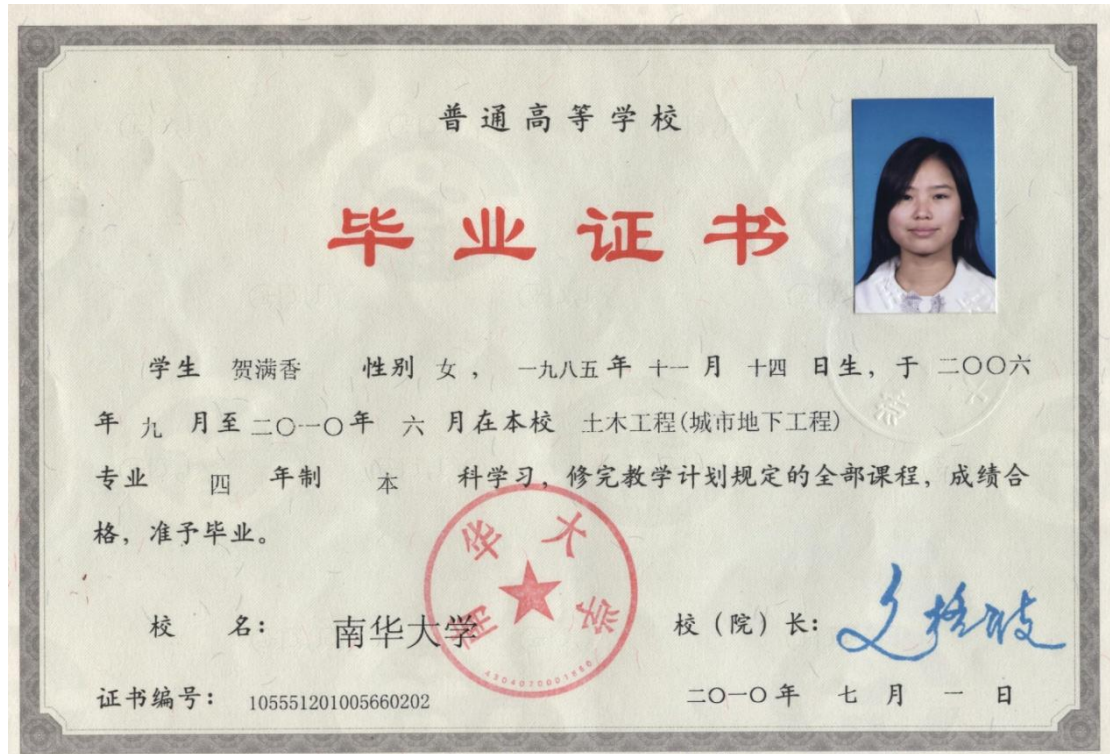 普通高等学校
毕业证书
学生 贺满香 性别 女， 一九八五年 十一 月 十四 日生，于 二〇〇六
年 九 月至二〇一〇年 六 月在本校 土木工程(城市地下工程)
专业 四 年制 本 科学习，修完教学计划规定的全部课程，成绩合
格，准予毕业。
南华大学
校 名： 南华大学 校（院）长：
证书编号： 105551201005660202 二〇一〇年 七 月 一 日